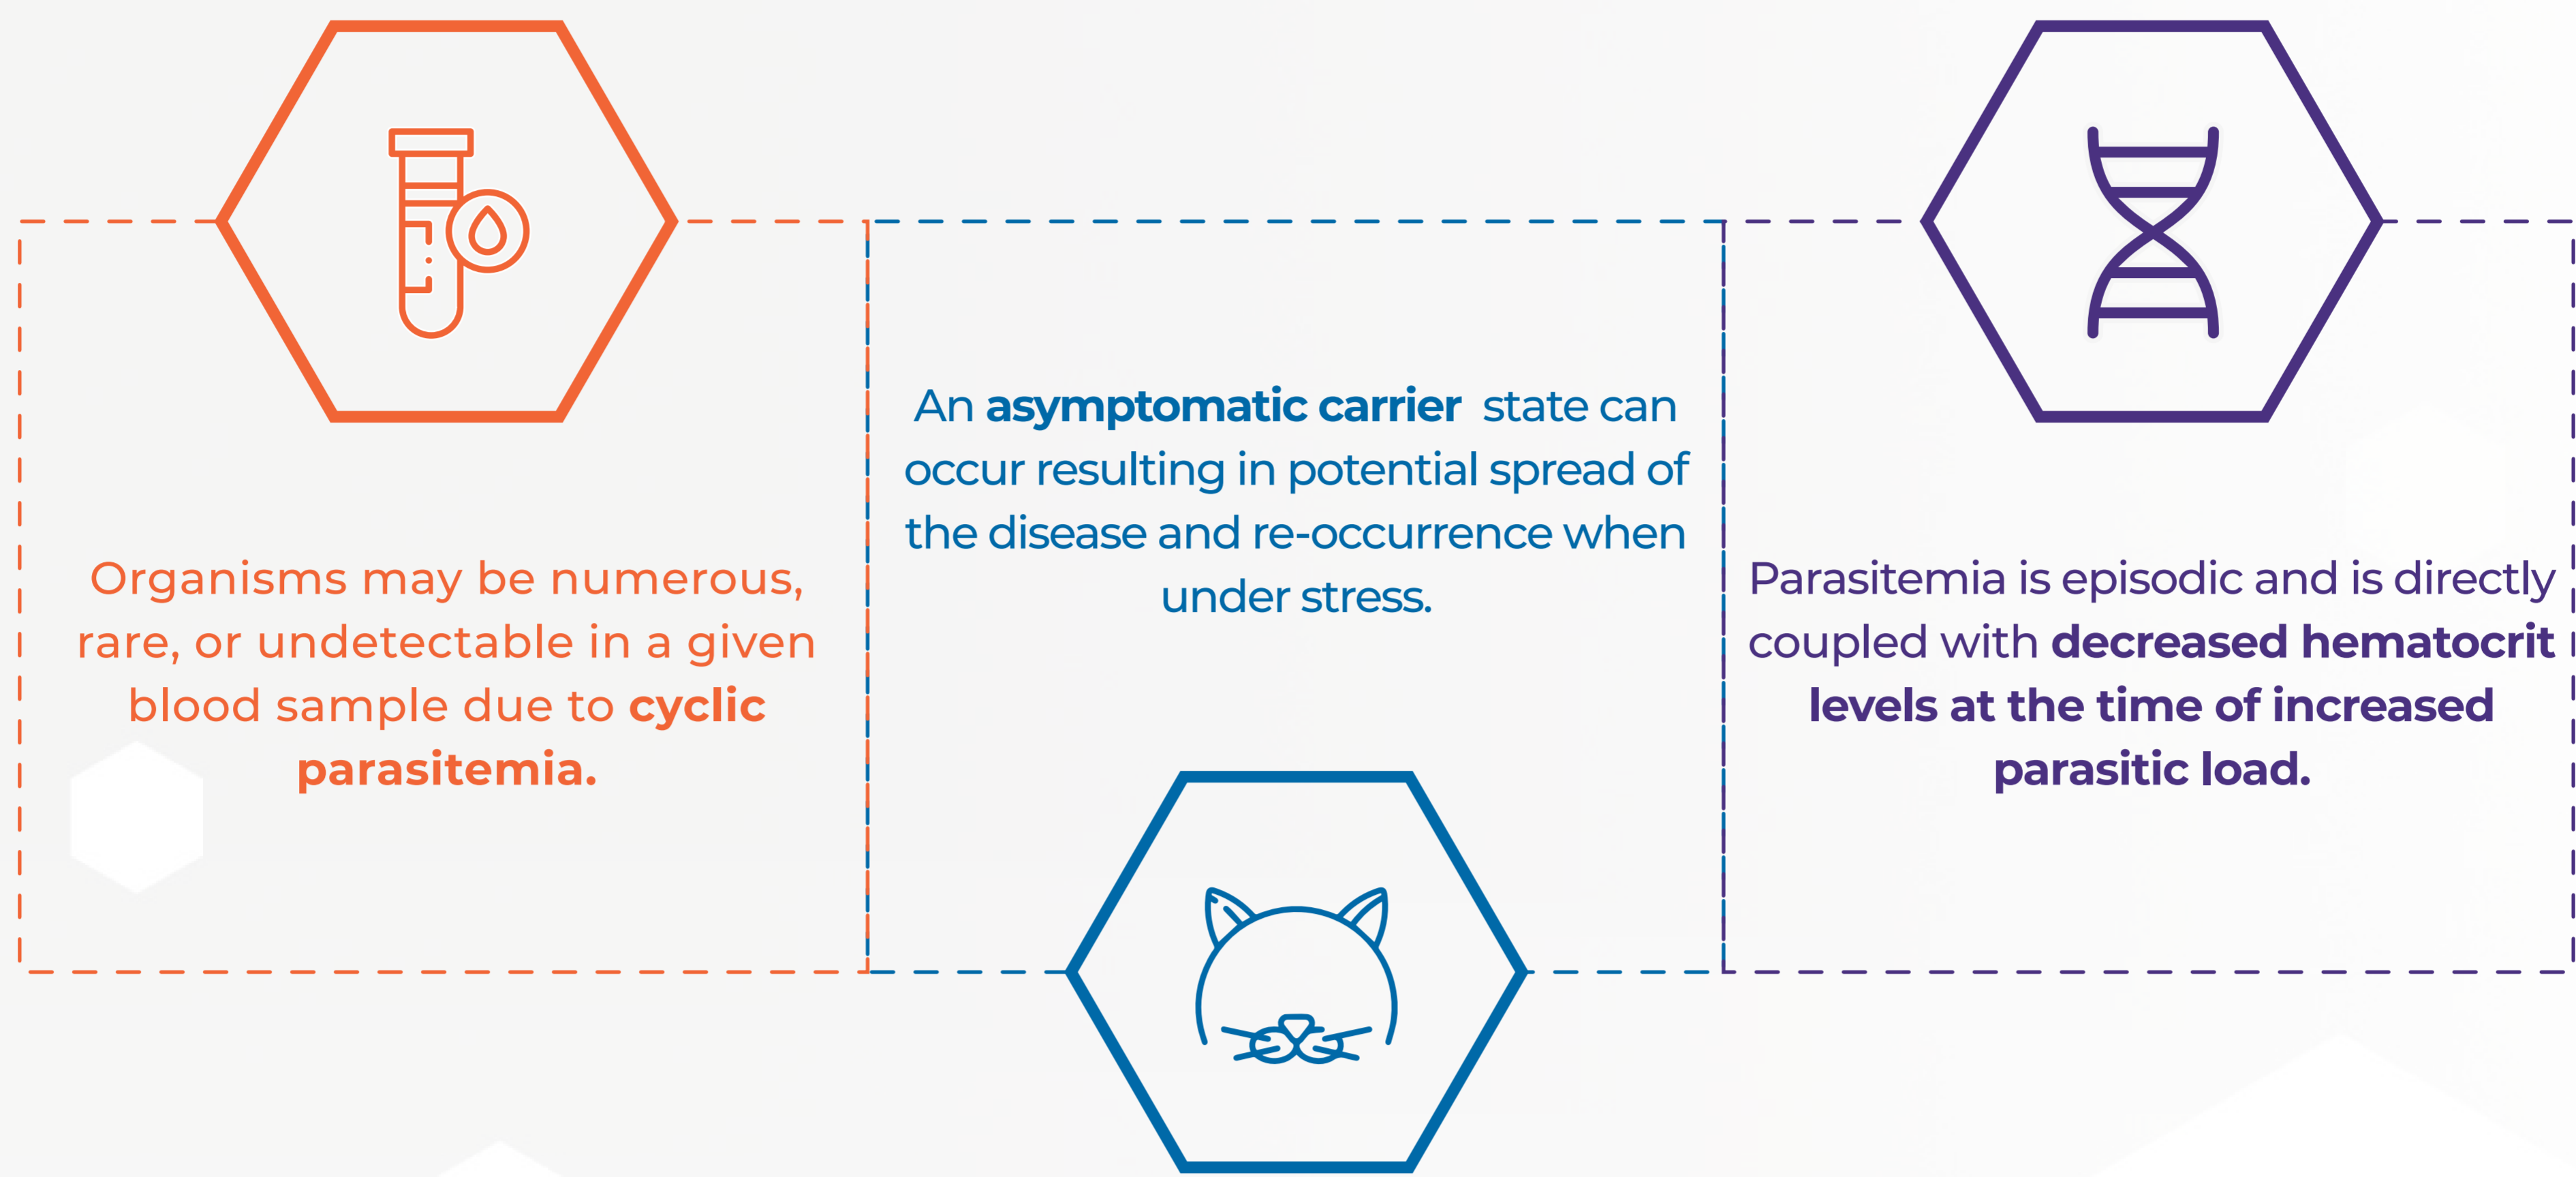 Organisms may be numerous,
rare, or undetectable in a given
blood sample due to cyclic
parasitemia.
An asymptomatic carrier state can
occur resulting in potential spread of
the disease and re-occurrence when
under stress.
Parasitemia is episodic and is directly
coupled with decreased hematocrit
levels at the time of increased
parasitic load.